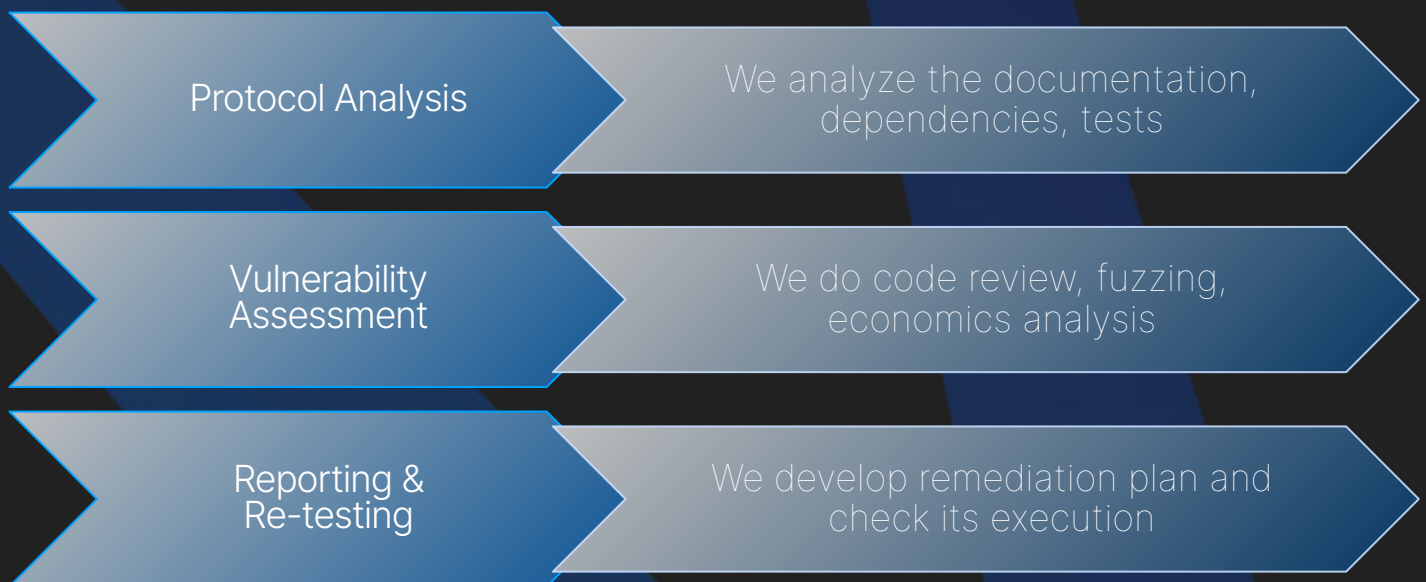 Protocol Analysis
We analyze the documentation,
dependencies, tests
Vulnerability
Assessment
We do code review, fuzzing,
economics analysis
Reporting &
Re-testing
We develop remediation plan and
check its execution